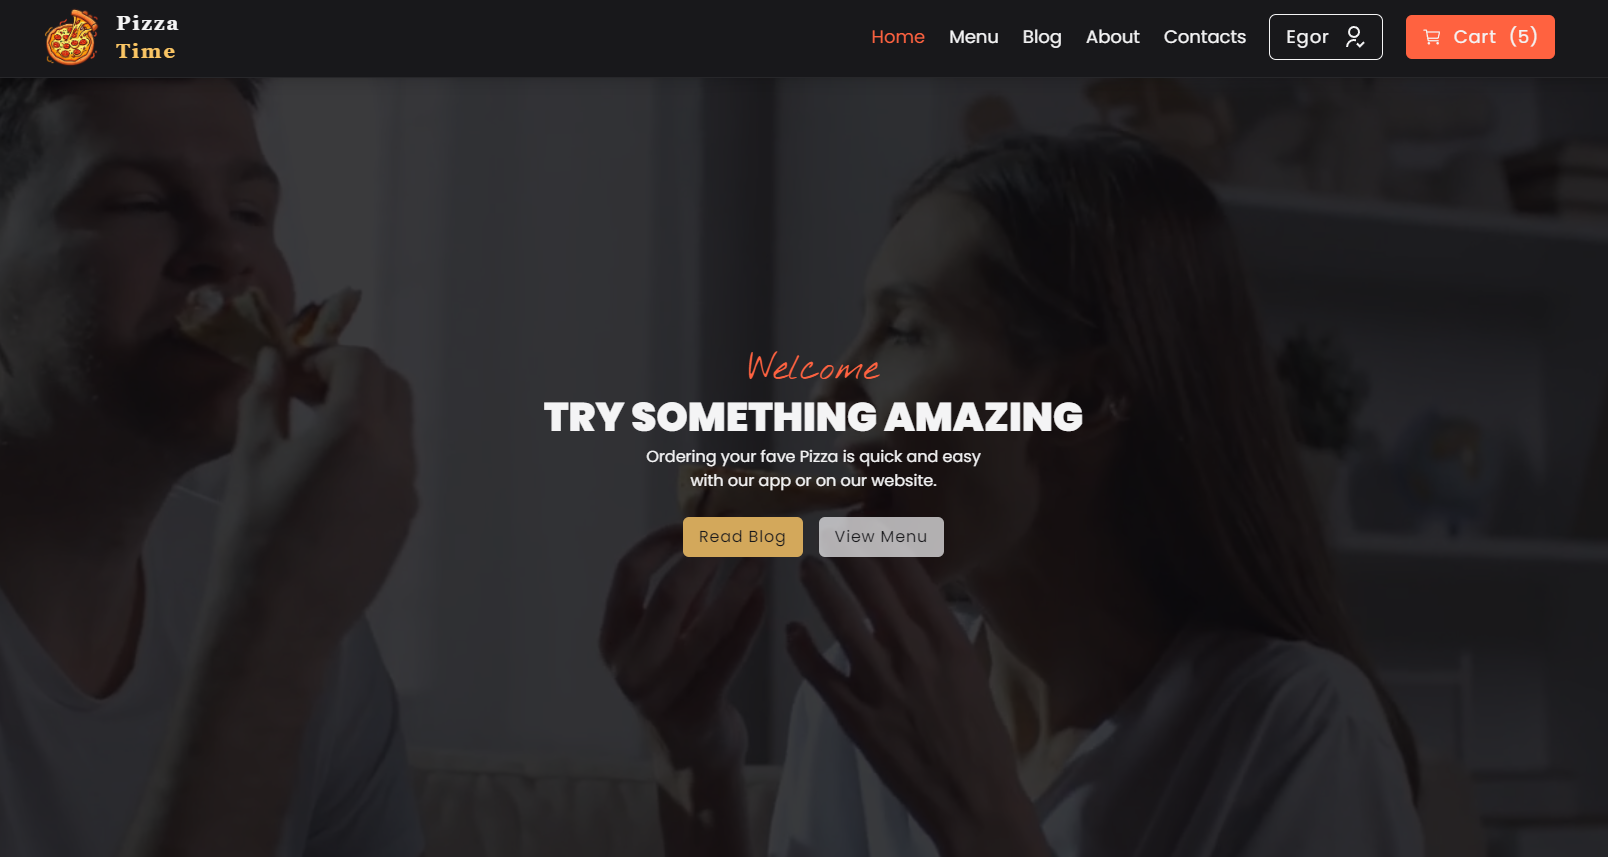 Pizza
Time
Home Menu Blog About Contacts Egor Cart (5)
Welcome
TRY SOMETHING AMAZING
Ordering your fave Pizza is quick and easy
with our app or on our website.
Read Blog View Menu